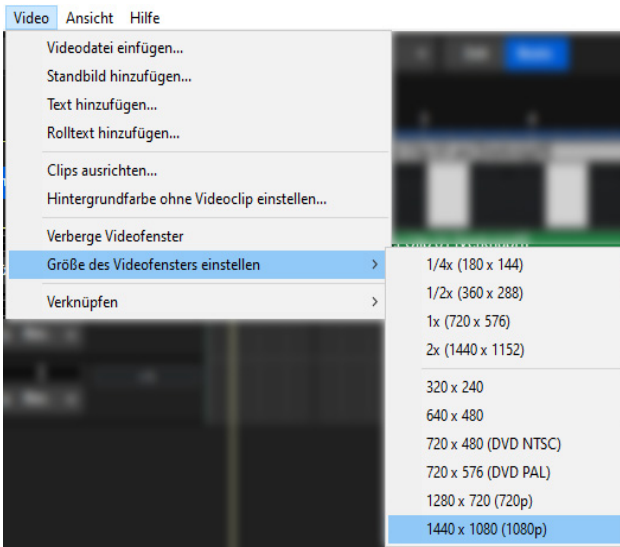 Video Ansicht Hilfe
Videodatei einfügen...
Standbild hinzufügen...
Text hinzufügen...
Rolltext hinzufügen...
Clips ausrichten...
Hintergrundfarbe ohne Videoclip einstellen...
Verberge Videofenster
Größe des Videofensters einstellen
Verknüpfen
1/4x (180 x 144)
1/2x (360 x 288)
1x (720 x 576)
2x (1440 x 1152)
320 x 240
640 x 480
720 x 480 (DVD NTSC)
720 x 576 (DVD PAL)
1280 x 720 (720p)
1440 x 1080 (1080p)